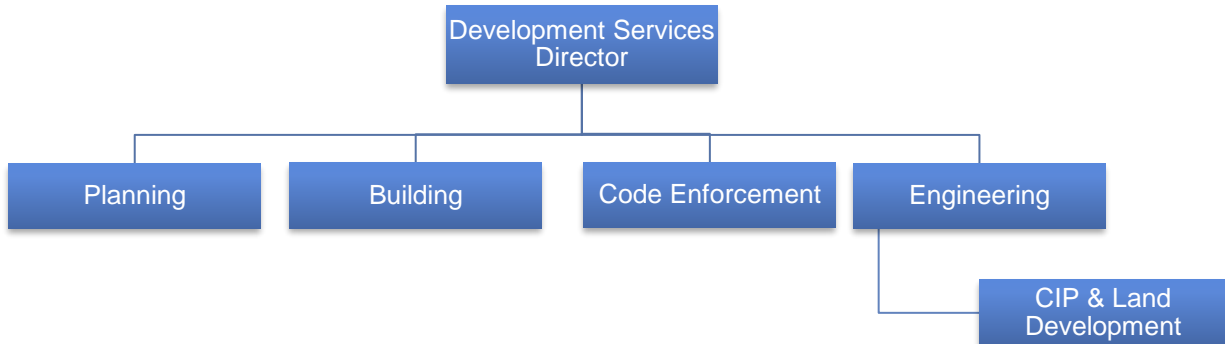 Development Services
Director
Planning
Building
Code Enforcement
Engineering
CIP & Land
Development